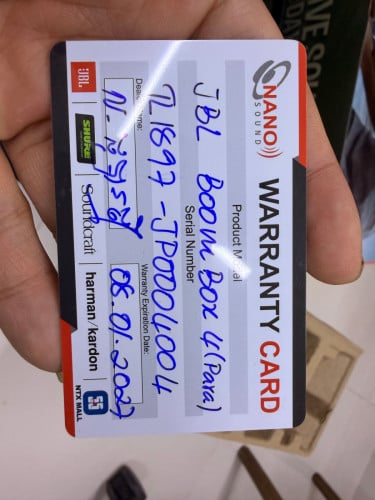 NANO
SOUND
WARRANTY CARD
Product Model
JBL BOOM BOX 4 (Para)
Serial Number
TL1897-JP0004004
Dealer Name:
Warranty Expiration Date:
08.01.2027
JBL
SHURE
Soundcraft
harman/kardon
NTX MALL